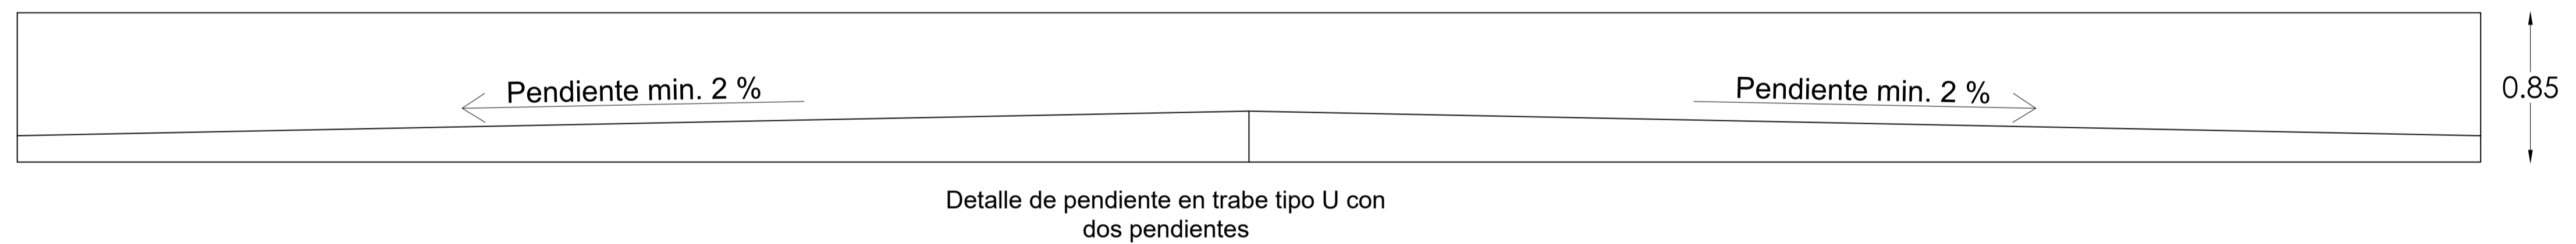 Pendiente min. 2 %
Pendiente min. 2 %
0.85
Detalle de pendiente en trabe tipo U con
dos pendientes